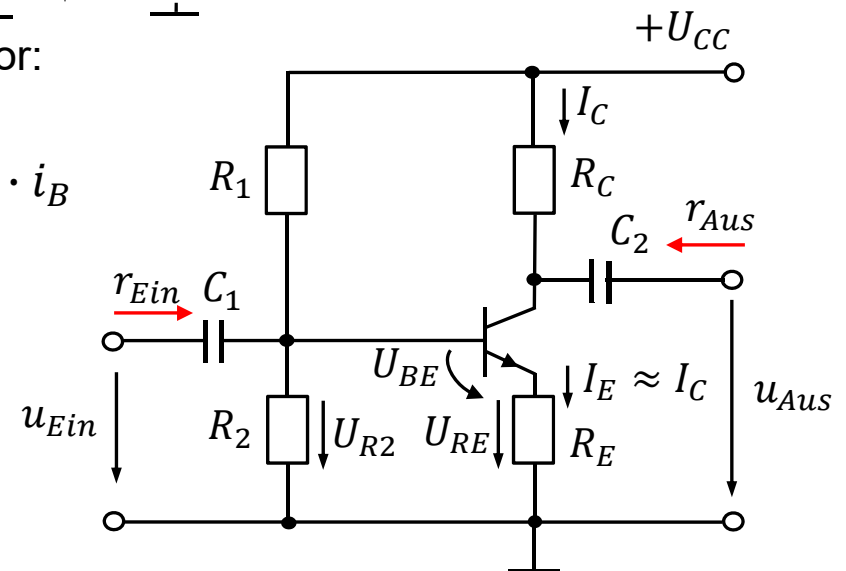 or:
· i_B
+U_CC
I_C
R_1
R_C
r_Aus
C_2
r_Ein C_1
U_BE
I_E ≈ I_C
u_Ein
R_2
U_R2
U_RE
R_E
u_Aus